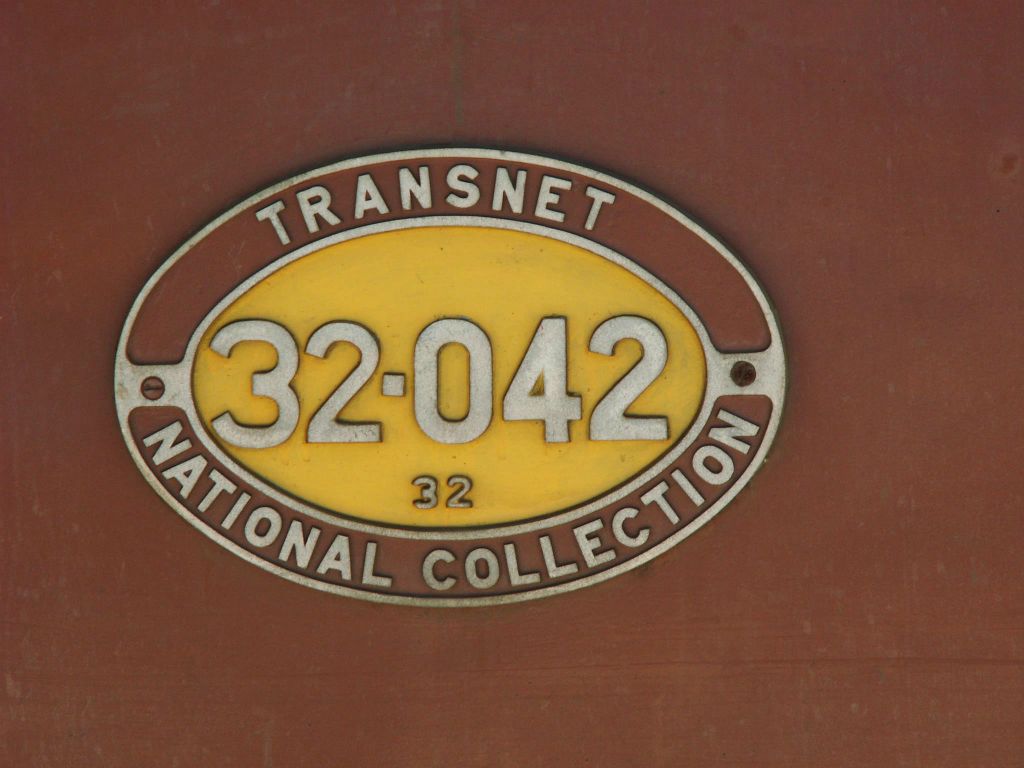 TRANSNET
32-042
32
NATIONAL COLLECTION